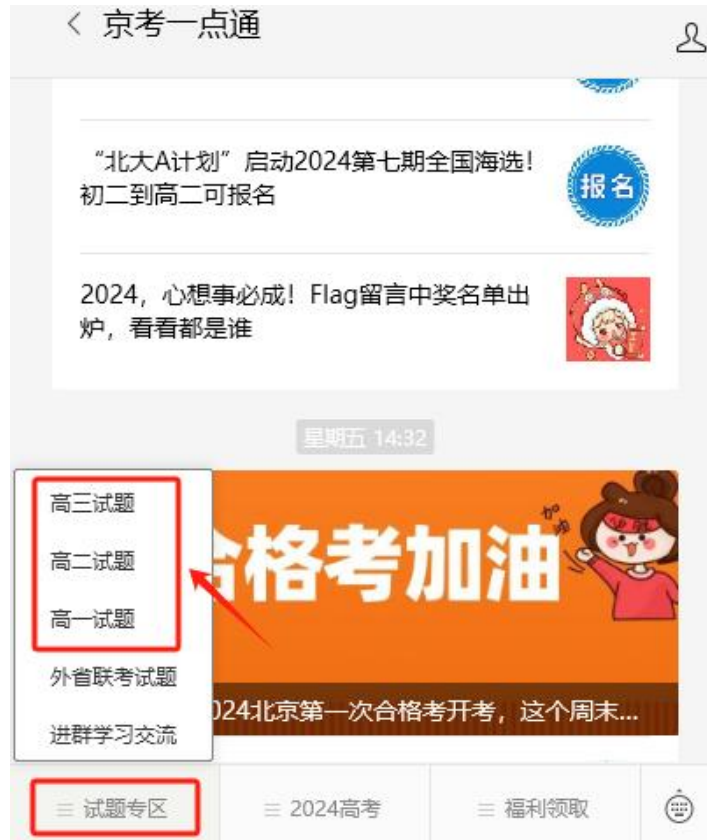 京考一点通
“北大A计划”启动2024第七期全国海选！
初二到高二可报名
报名
2024，心想事必成！Flag留言中奖名单出
炉，看看都是谁
星期五 14:32
高三试题
高二试题
高一试题
外省联考试题
进群学习交流
加油
合格考加油
2024北京第一次合格考开考，这个周末...
试题专区
2024高考
福利领取